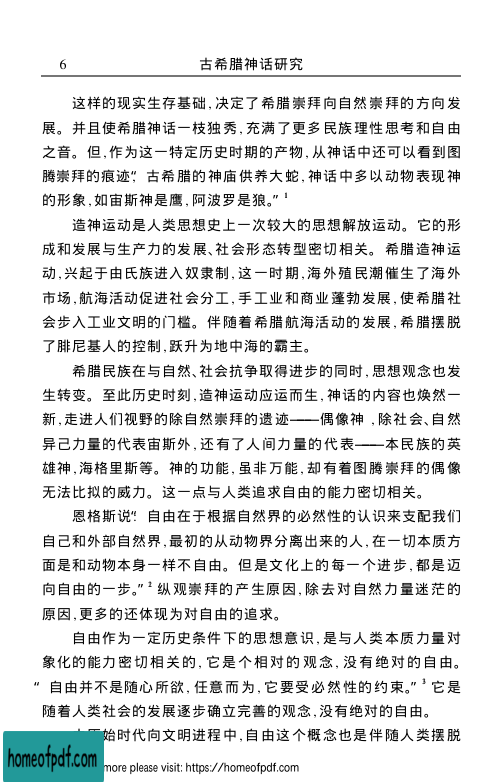 6
古希腊神话研究
这样的现实生存基础,决定了希腊崇拜向自然崇拜的方向发
展。并且使希腊神话一枝独秀,充满了更多民族理性思考和自由
之音。但,作为这一特定历史时期的产物,从神话中还可以看到图
腾崇拜的痕迹:“古希腊的神庙供养大蛇,神话中多以动物表现神
的形象,如宙斯神是鹰,阿波罗是狼。”1
造神运动是人类思想史上一次较大的思想解放运动。它的形
成和发展与生产力的发展、社会形态转型密切相关。希腊造神运
动,兴起于由氏族进入奴隶制,这一时期,海外殖民潮催生了海外
市场,航海活动促进社会分工,手工业和商业蓬勃发展,使希腊社
会步入工业文明的门槛。伴随着希腊航海活动的发展,希腊摆脱
了腓尼基人的控制,跃升为地中海的霸主。
希腊民族在与自然、社会抗争取得进步的同时,思想观念也发
生转变。至此历史时刻,造神运动应运而生,神话的内容也焕然一
新,走进人们视野的除自然崇拜的遗迹——偶像神,除社会、自然
异己力量的代表宙斯外,还有了人间力量的代表——本民族的英
雄神,海格里斯等。神的功能,虽非万能,却有着图腾崇拜的偶像
无法比拟的威力。这一点与人类追求自由的能力密切相关。
恩格斯说:“自由在于根据自然界的必然性的认识来支配我们
自己和外部自然界,最初的从动物界分离出来的人,在一切本质方
面是和动物本身一样不自由。但是文化上的每一个进步,都是迈
向自由的一步。”2 纵观崇拜的产生原因,除去对自然力量迷茫的
原因,更多的还体现为对自由的追求。
自由作为一定历史条件下的思想意识,是与人类本质力量对
象化的能力密切相关的,它是个相对的观念,没有绝对的自由。
“自由并不是随心所欲,任意而为,它要受必然性的约束。”3 它是
随着人类社会的发展逐步确立完善的观念,没有绝对的自由。
原始时代向文明进程中,自由这个概念也是伴随人类摆脱
homeofpdf.com
more please visit: https://homeofpdf.com